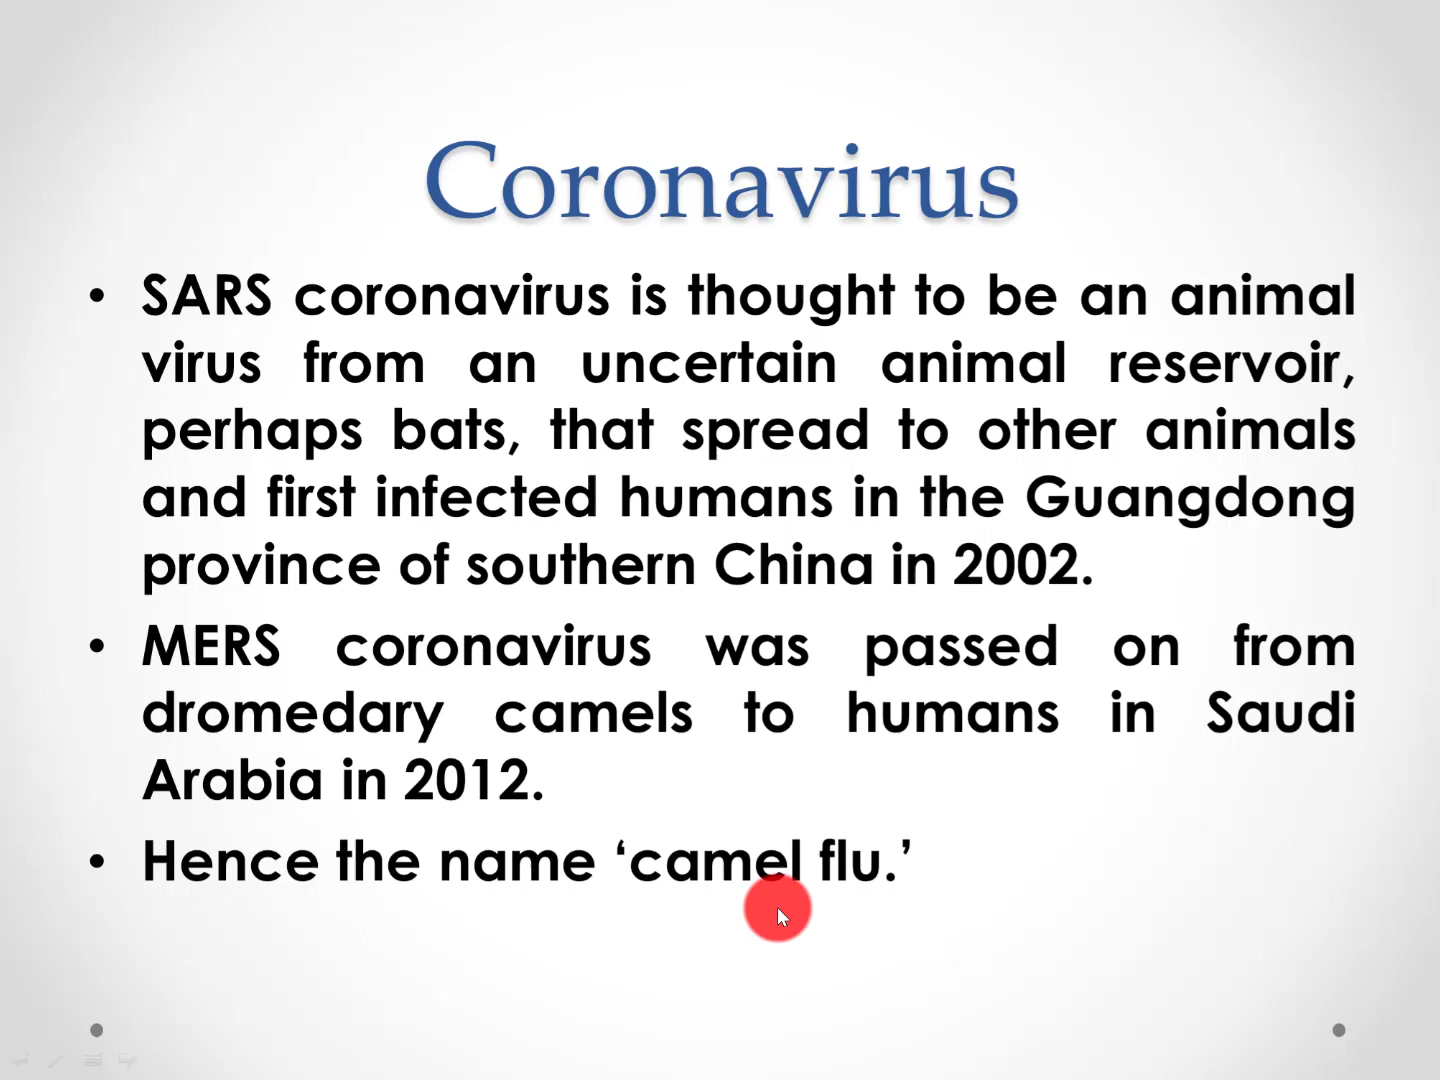 Coronavirus
• SARS coronavirus is thought to be an animal
virus from an uncertain animal reservoir,
perhaps bats, that spread to other animals
and first infected humans in the Guangdong
province of southern China in 2002.
• MERS coronavirus was passed on from
dromedary camels to humans in Saudi
Arabia in 2012.
• Hence the name ‘camel flu.’